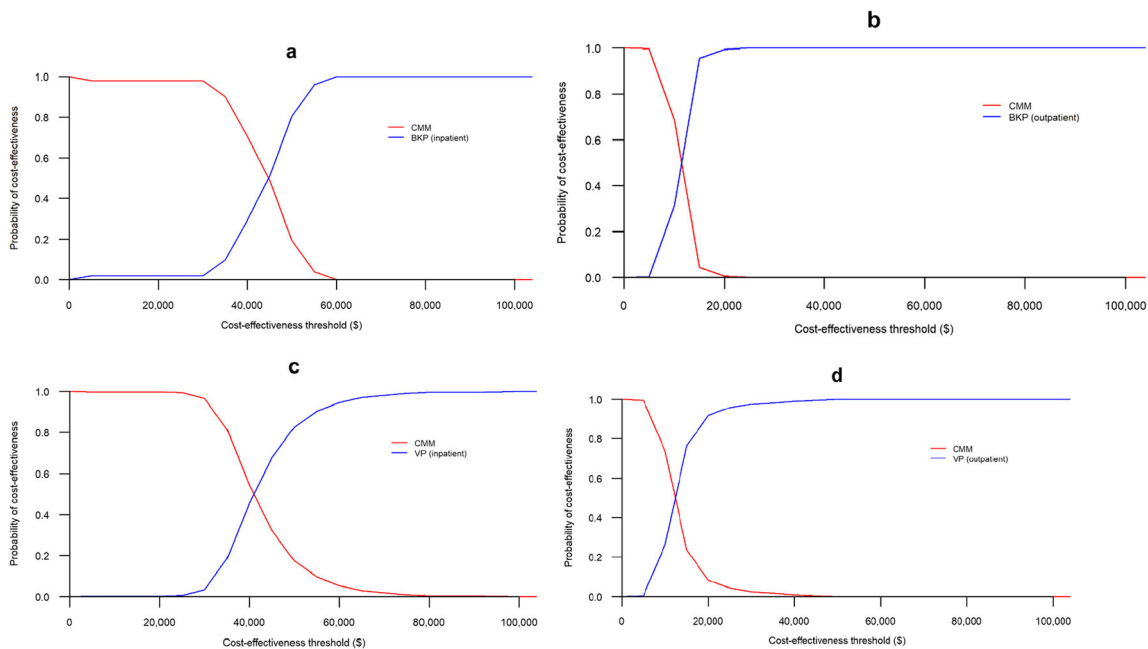 a
Probability of cost-effectiveness
1.0
0.8
0.6
0.4
0.2
0.0
CMM
BKP (inpatient)
0
20,000
40,000
60,000
80,000
100,000
Cost-effectiveness threshold ($)
b
Probability of cost-effectiveness
1.0
0.8
0.6
0.4
0.2
0.0
CMM
BKP (outpatient)
0
20,000
40,000
60,000
80,000
100,000
Cost-effectiveness threshold ($)
c
Probability of cost-effectiveness
1.0
0.8
0.6
0.4
0.2
0.0
CMM
VP (inpatient)
0
20,000
40,000
60,000
80,000
100,000
Cost-effectiveness threshold ($)
d
Probability of cost-effectiveness
1.0
0.8
0.6
0.4
0.2
0.0
CMM
VP (outpatient)
0
20,000
40,000
60,000
80,000
100,000
Cost-effectiveness threshold ($)